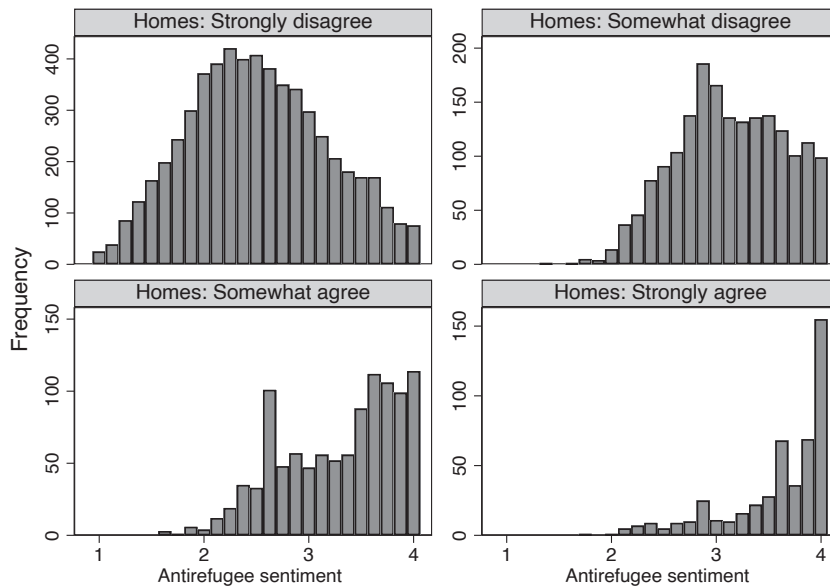 Homes: Strongly disagree
Homes: Somewhat disagree
400
300
200
100
0
200
150
100
50
0
Frequency
Homes: Somewhat agree
Homes: Strongly agree
150
100
50
0
150
100
50
0
1 2 3 4
1 2 3 4
Antirefugee sentiment
Antirefugee sentiment